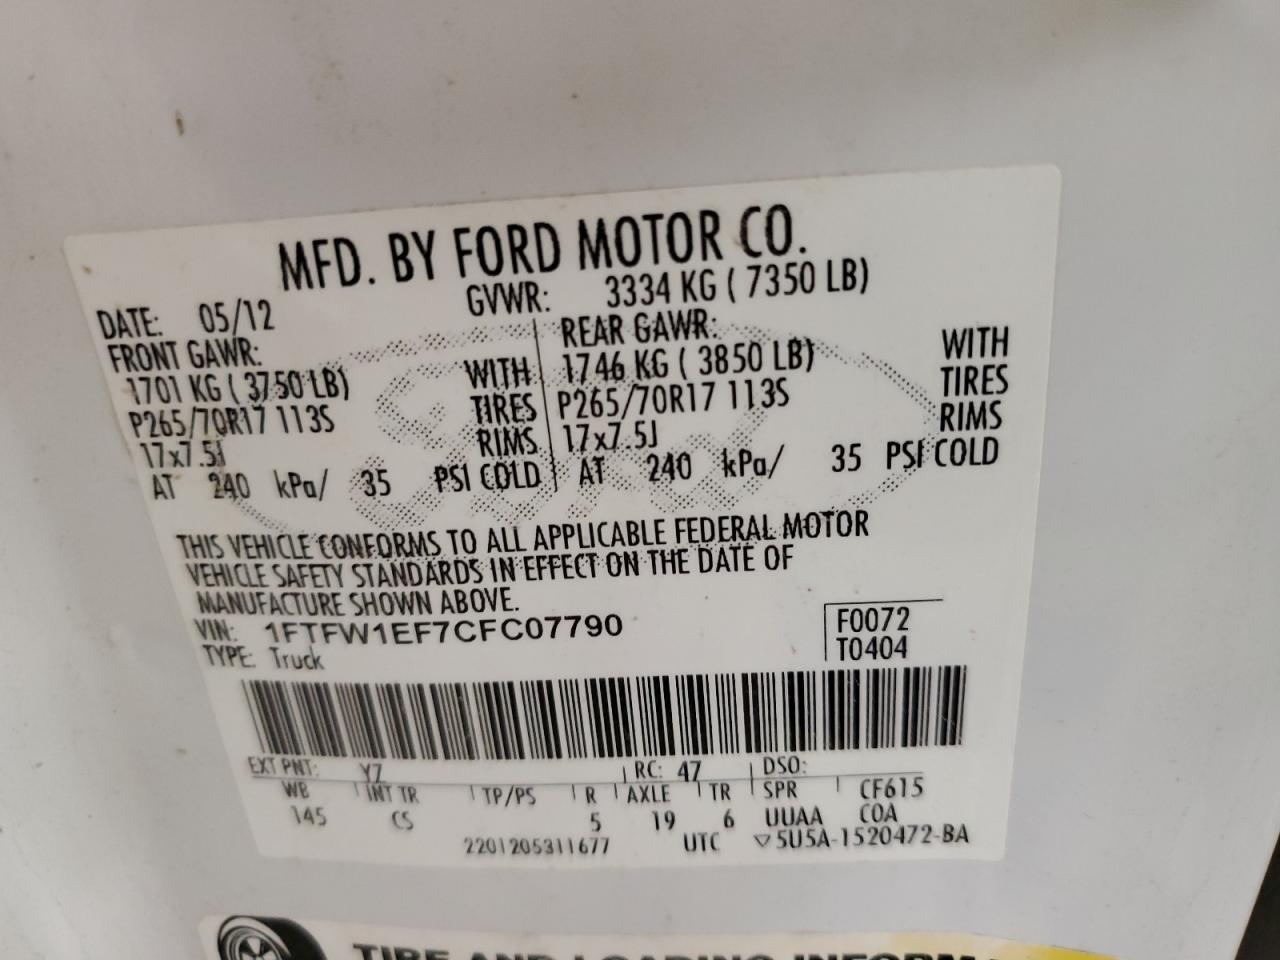 MFD. BY FORD MOTOR CO.
DATE: 05/12 GVWR: 3334 KG ( 7350 LB)
FRONT GAWR: REAR GAWR:
1701 KG ( 3750 LB) WITH 1746 KG ( 3850 LB) WITH
P265/70R17 113S TIRES P265/70R17 113S TIRES
17x7.5J RIMS 17x7.5J RIMS
AT 240 kPa/ 35 PSI COLD AT 240 kPa/ 35 PSI COLD
THIS VEHICLE CONFORMS TO ALL APPLICABLE FEDERAL MOTOR
VEHICLE SAFETY STANDARDS IN EFFECT ON THE DATE OF
MANUFACTURE SHOWN ABOVE.
VIN: 1FTFW1EF7CFC07790 F0072
TYPE: Truck T0404
EXT PNT: YZ RC: 47 DSO:
WB INT TR TP/PS R AXLE TR SPR CF615
145 CS 5 19 6 UUAA COA
2201205311677 UTC ▽5U5A-1520472-BA
TIRE AND LOADING INFORM